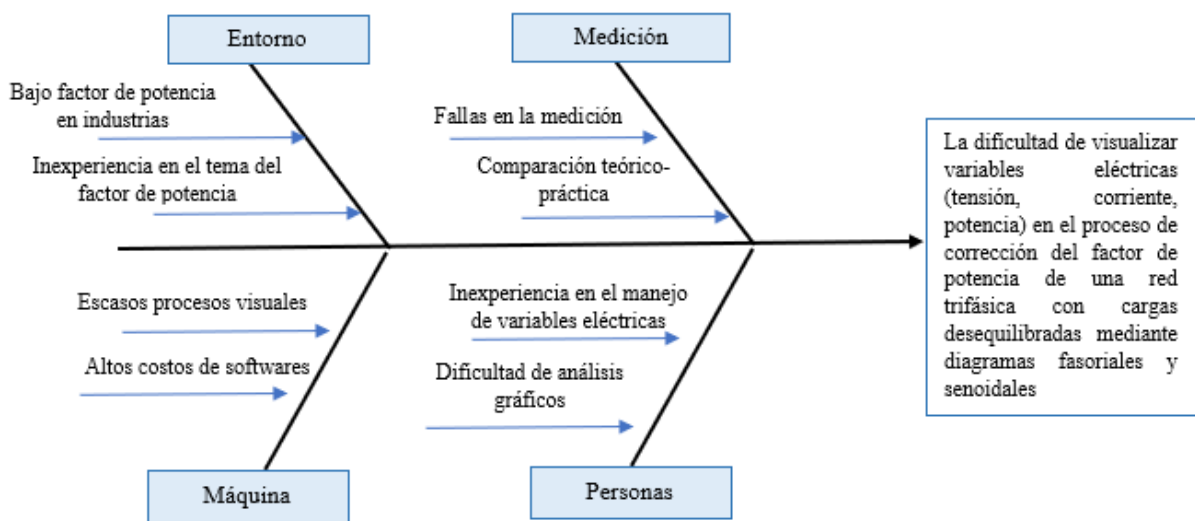 Entorno
Medición
Bajo factor de potencia
en industrias
Inexperiencia en el tema del
factor de potencia
Fallas en la medición
Comparación teórico-
práctica
La dificultad de visualizar
variables eléctricas
(tensión, corriente,
potencia) en el proceso de
corrección del factor de
potencia de una red
trifásica con cargas
desequilibradas mediante
diagramas fasoriales y
senoidales
Escasos procesos visuales
Altos costos de softwares
Inexperiencia en el manejo
de variables eléctricas
Dificultad de análisis
gráficos
Máquina
Personas